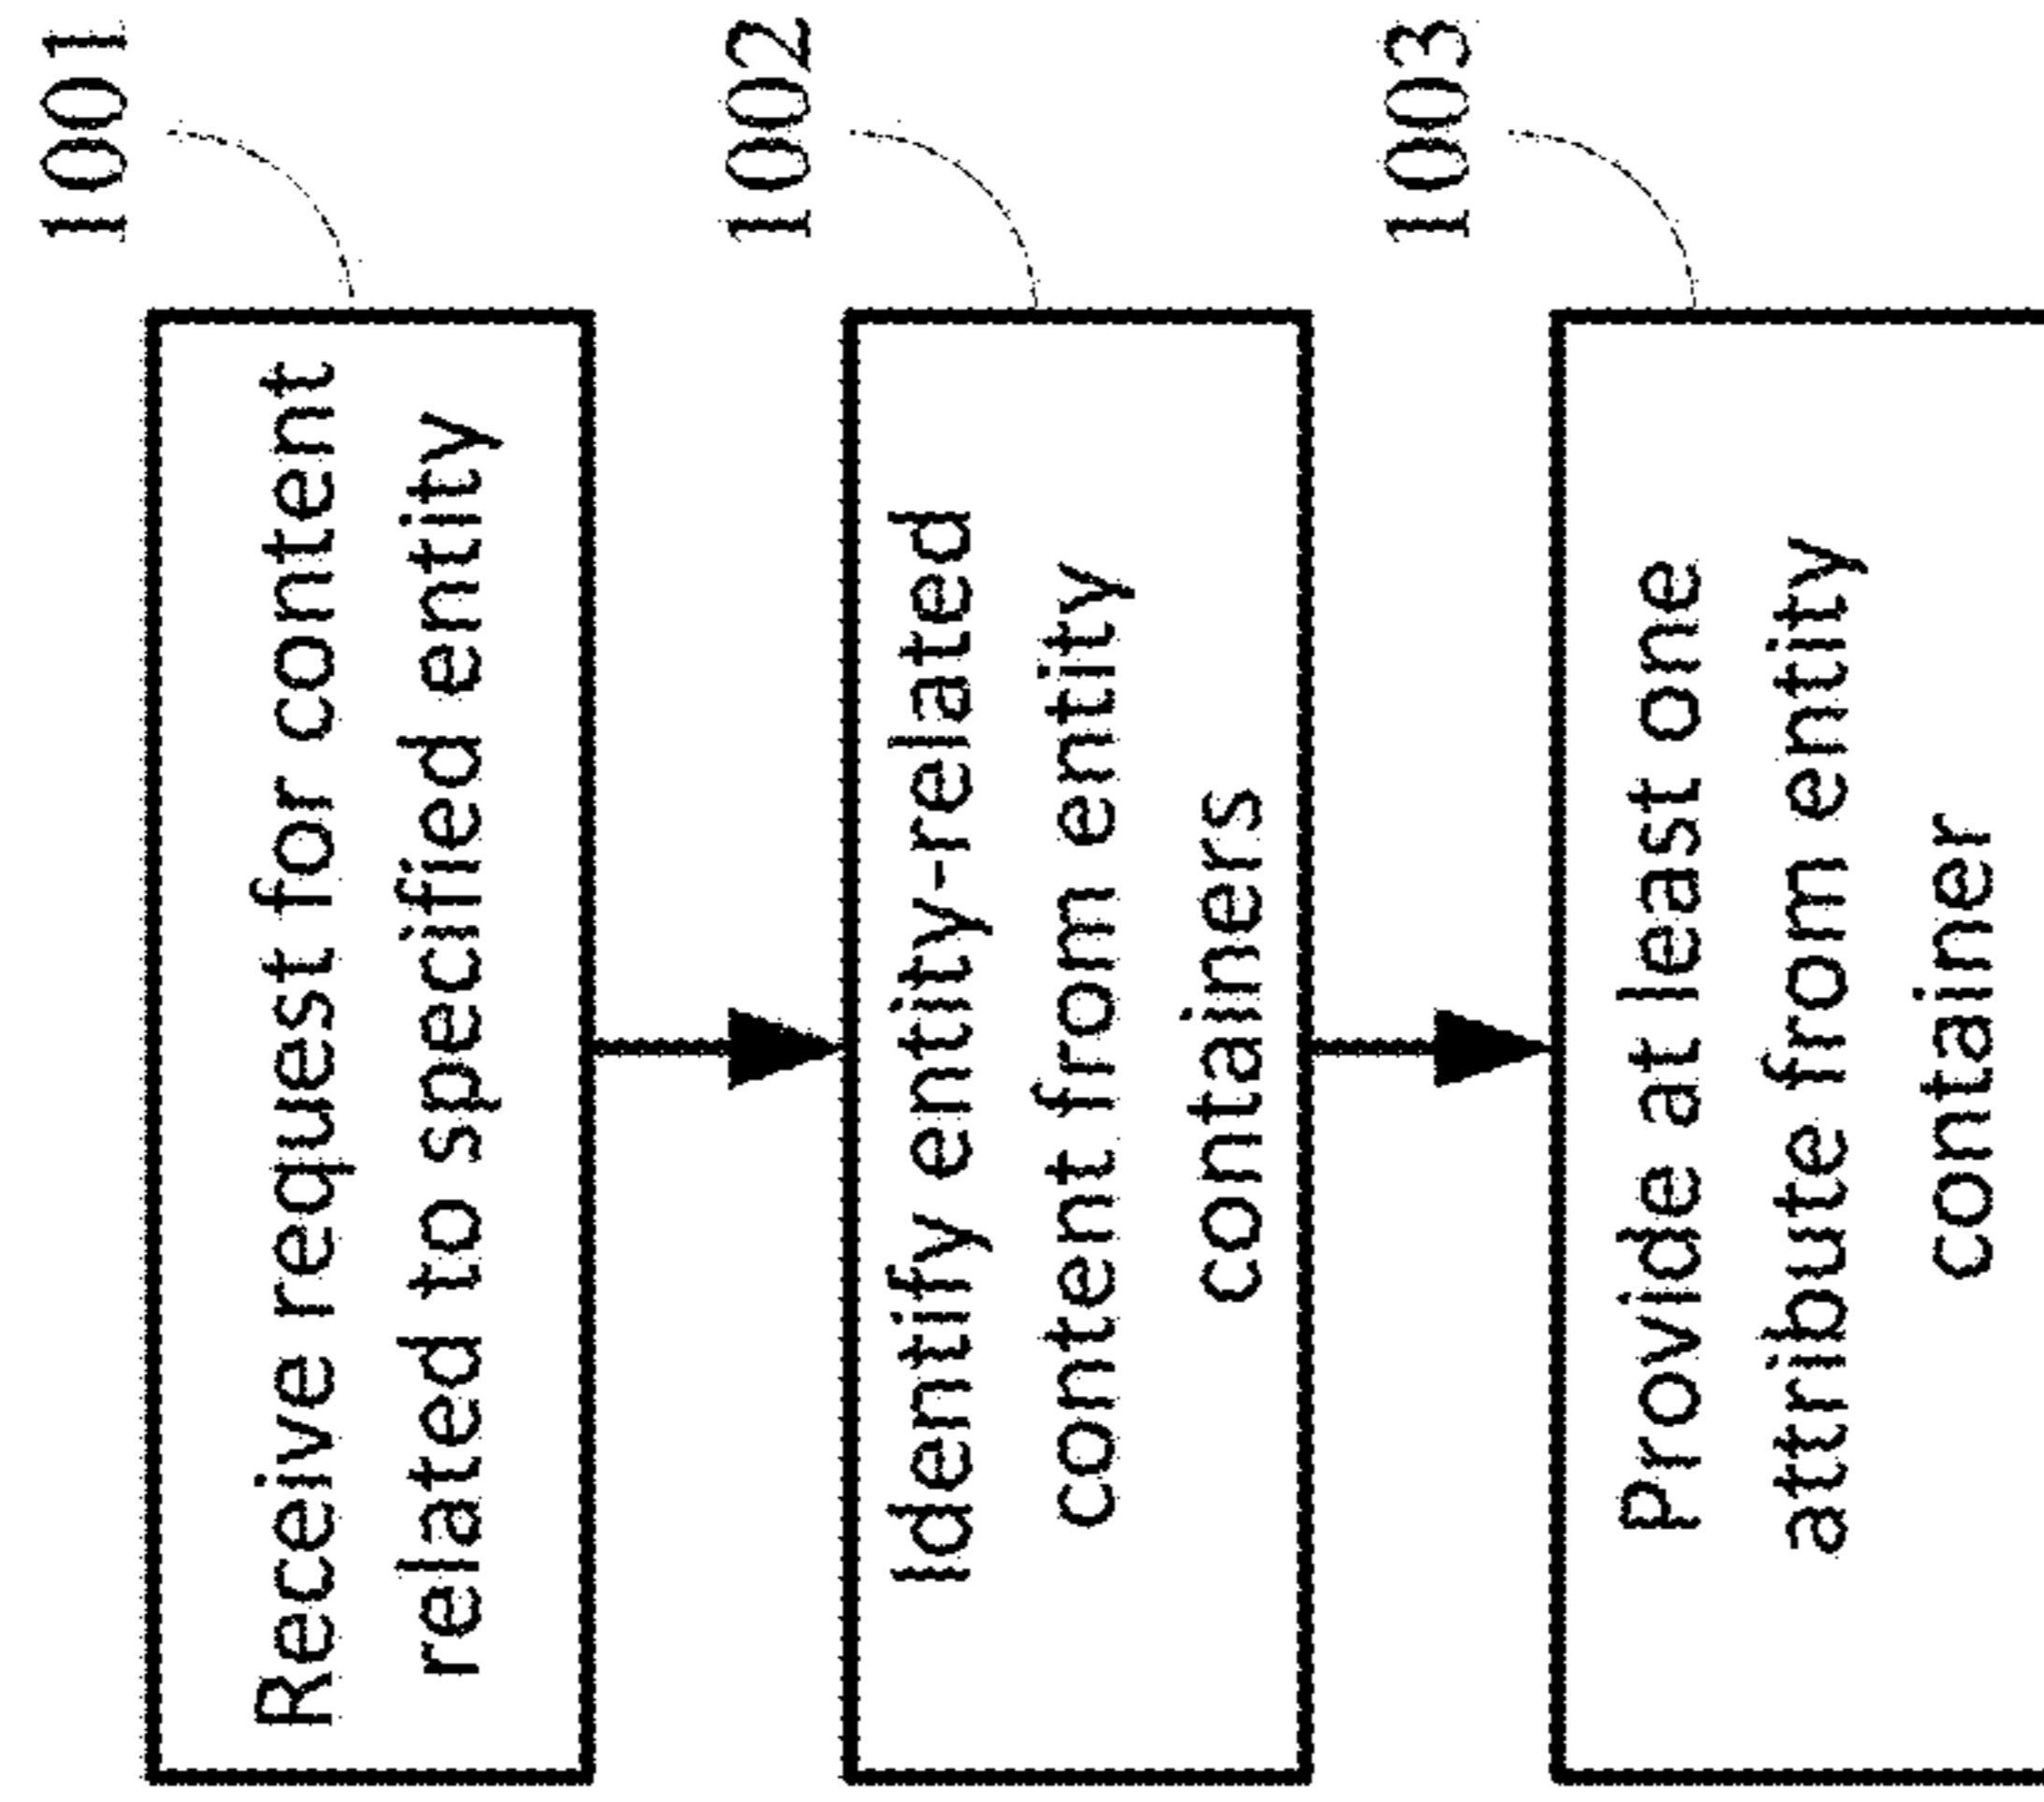 1001
Receive request for content
related to specified entity
1002
Identify entity-related
content from entity
containers
1003
Provide at least one
attribute from entity
container